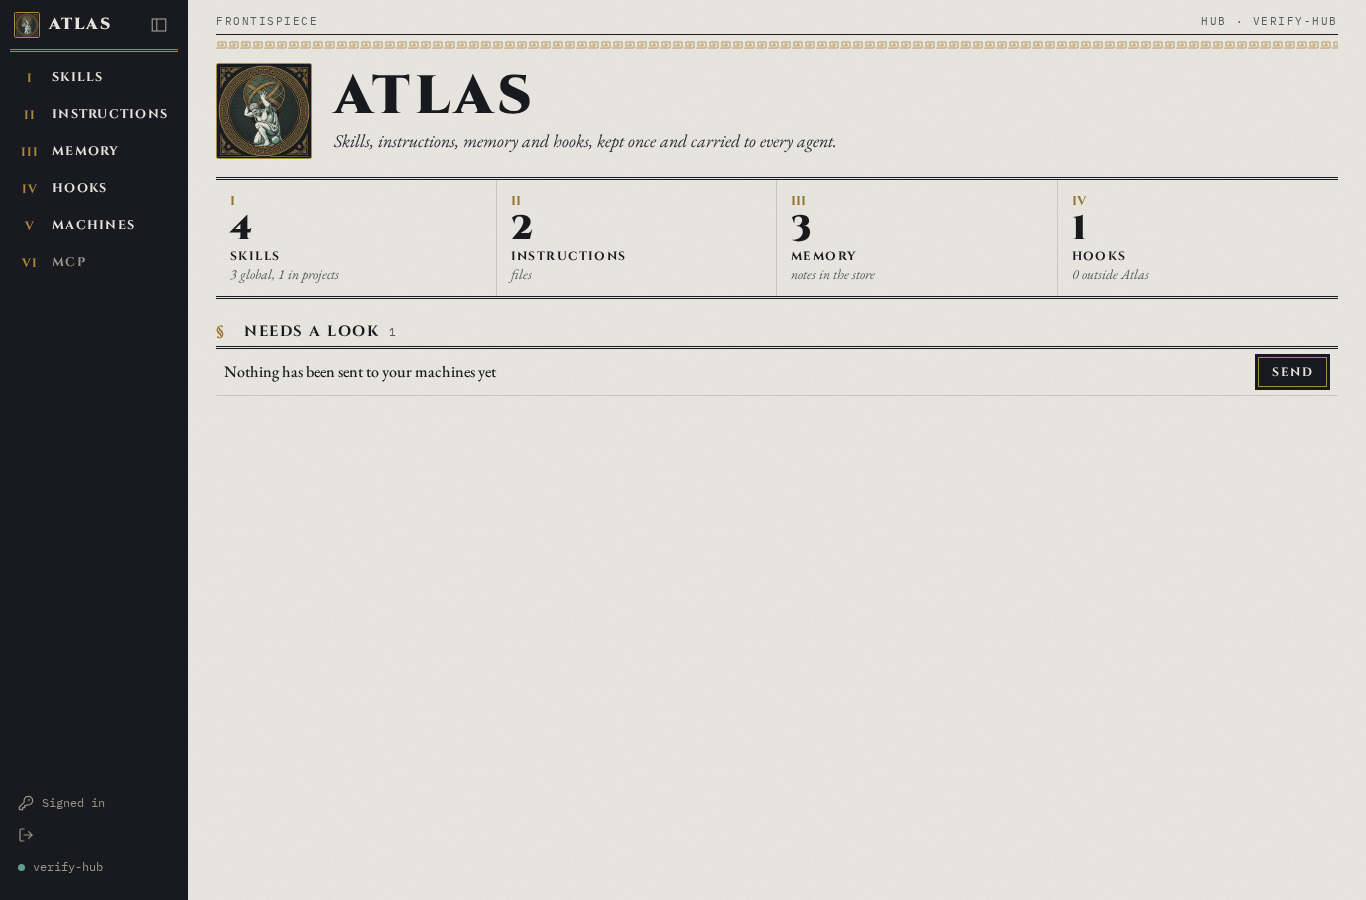 ATLAS
I SKILLS
II INSTRUCTIONS
III MEMORY
IV HOOKS
V MACHINES
VI MCP
Signed in
verify-hub
FRONTISPIECE
HUB · VERIFY-HUB
ATLAS
Skills, instructions, memory and hooks, kept once and carried to every agent.
I
4
SKILLS
3 global, 1 in projects
II
2
INSTRUCTIONS
files
III
3
MEMORY
notes in the store
IV
1
HOOKS
0 outside Atlas
§ NEEDS A LOOK 1
Nothing has been sent to your machines yet
SEND